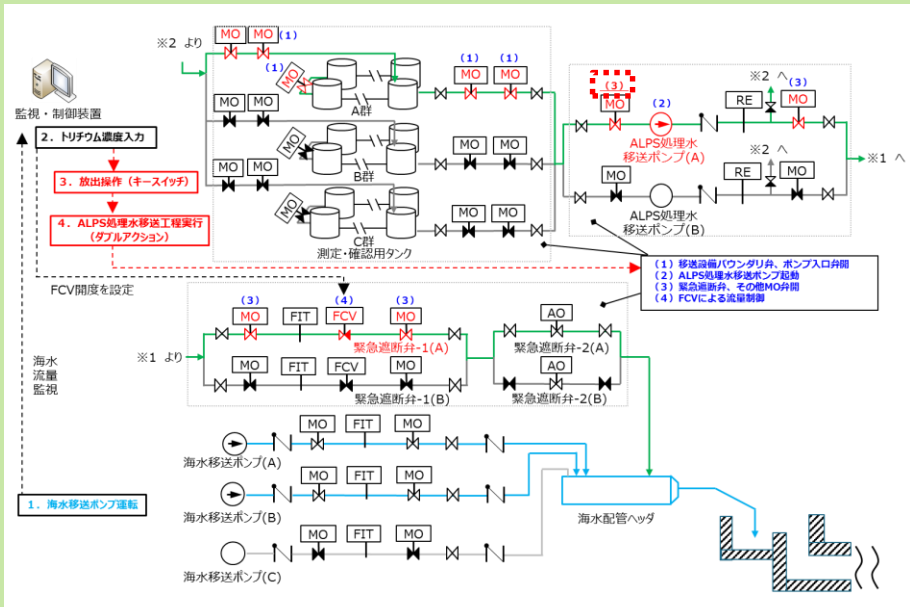 ※2 より
MO
MO
(1)
(1)
MO
A群
(1)
(1)
MO
MO
監視・制御装置
2．トリチウム濃度入力
3．放出操作（キースイッチ）
4．ALPS処理水移送工程実行
（ダブルアクション）
MO
MO
MO
B群
MO
MO
MO
MO
MO
C群
MO
MO
測定・確認用タンク
(3)
MO
(2)
ALPS処理水
移送ポンプ(A)
RE
※2 へ
(3)
MO
※1 へ
MO
ALPS処理水
移送ポンプ(B)
RE
※2 へ
MO
（1）移送設備バウンダリ弁、ポンプ入口弁開
（2）ALPS処理水移送ポンプ起動
（3）緊急遮断弁、その他MO弁開
（4）FCVによる流量制御
FCV開度を設定
※1 より
(3)
MO
FIT
(4)
FCV
(3)
MO
緊急遮断弁-1(A)
MO
FIT
FCV
MO
緊急遮断弁-1(B)
AO
緊急遮断弁-2(A)
AO
緊急遮断弁-2(B)
海水
流量
監視
1．海水移送ポンプ運転
MO
FIT
MO
海水移送ポンプ(A)
MO
FIT
MO
海水移送ポンプ(B)
MO
FIT
MO
海水移送ポンプ(C)
海水配管ヘッダ